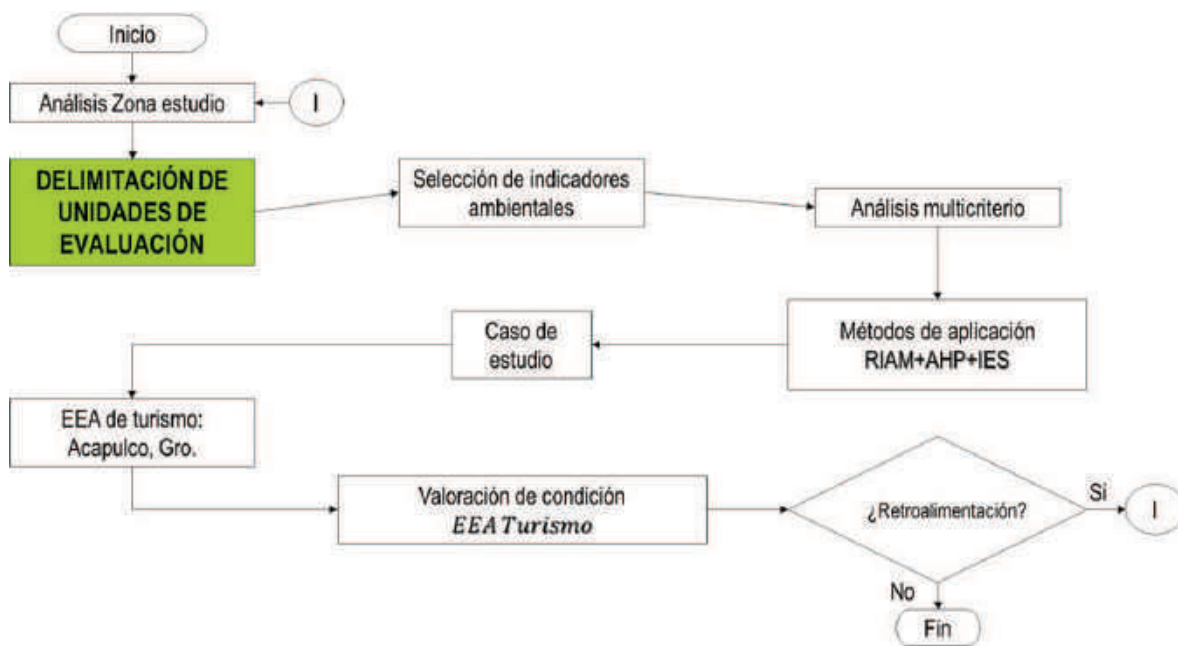 Inicio
Análisis Zona estudio
I
DELIMITACIÓN DE
UNIDADES DE
EVALUACIÓN
Selección de indicadores
ambientales
Análisis multicriterio
Métodos de aplicación
RIAM+AHP+IES
Caso de
estudio
EEA de turismo:
Acapulco, Gro.
Valoración de condición
EEA Turismo
¿Retroalimentación?
Sí
I
No
Fin